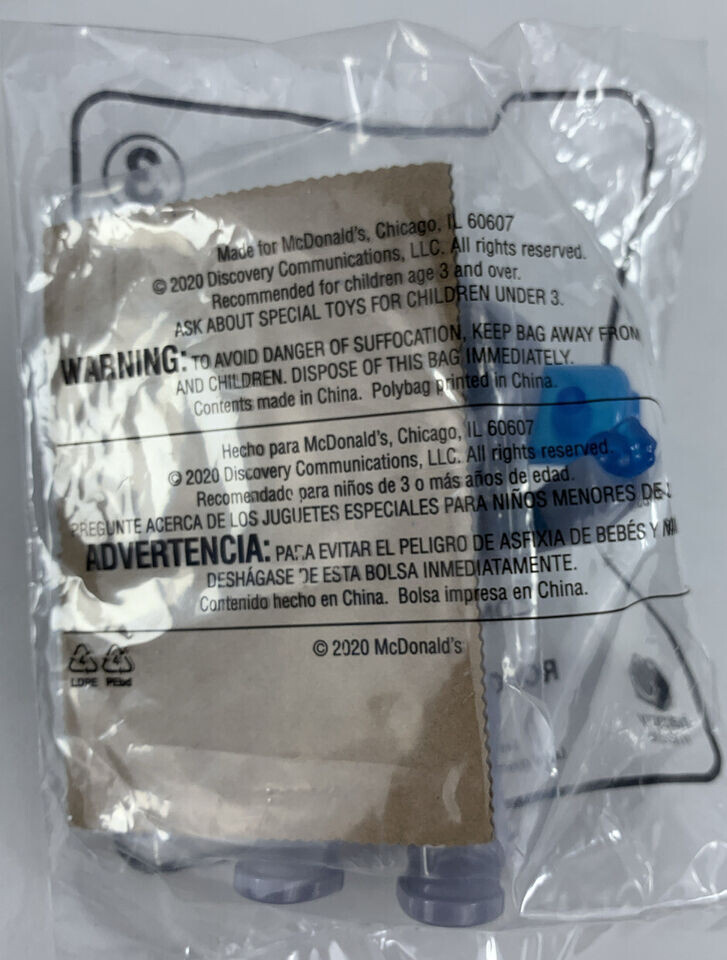 3
Made for McDonald's, Chicago, IL 60607
© 2020 Discovery Communications, LLC. All rights reserved.
Recommended for children age 3 and over.
ASK ABOUT SPECIAL TOYS FOR CHILDREN UNDER 3.
WARNING: TO AVOID DANGER OF SUFFOCATION, KEEP BAG AWAY FROM
AND CHILDREN. DISPOSE OF THIS BAG IMMEDIATELY.
Contents made in China. Polybag printed in China.
Hecho para McDonald's, Chicago, IL 60607
© 2020 Discovery Communications, LLC. All rights reserved.
Recomendado para niños de 3 o más años de edad.
PREGUNTE ACERCA DE LOS JUGUETES ESPECIALES PARA NIÑOS MENORES DE
ADVERTENCIA: PARA EVITAR EL PELIGRO DE ASFIXIA DE BEBÉS Y
DESHÁGASE DE ESTA BOLSA INMEDIATAMENTE.
Contenido hecho en China. Bolsa impresa en China.
© 2020 McDonald's
LDPE PEbd